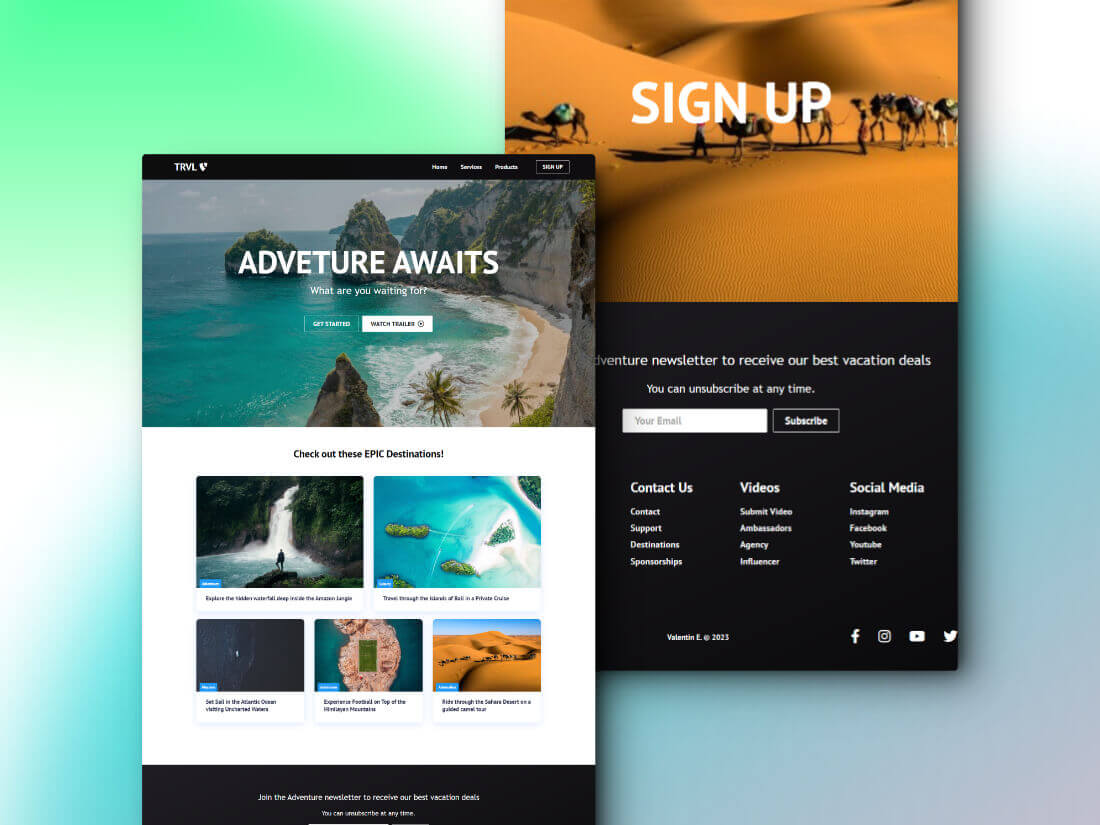 SIGN UP
TRVL
Home Services Products SIGN UP
ADVETURE AWAITS
What are you waiting for?
GET STARTED WATCH TRAILER
Check out these EPIC Destinations!
Adventure
Luxury
Explore the hidden waterfall deep inside the Amazon Jungle
Travel through the Islands of Bali in a Private Cruise
Set Sail in the Atlantic Ocean
visiting Uncharted Waters
Experience Football on Top of the
Himilayan Mountains
Ride through the Sahara Desert on a
guided camel tour
Join the Adventure newsletter to receive our best vacation deals
You can unsubscribe at any time.
dventure newsletter to receive our best vacation deals
You can unsubscribe at any time.
Your Email Subscribe
Contact Us
Contact
Support
Destinations
Sponsorships
Videos
Submit Video
Ambassadors
Agency
Influencer
Social Media
Instagram
Facebook
Youtube
Twitter
Valentin E. © 2023